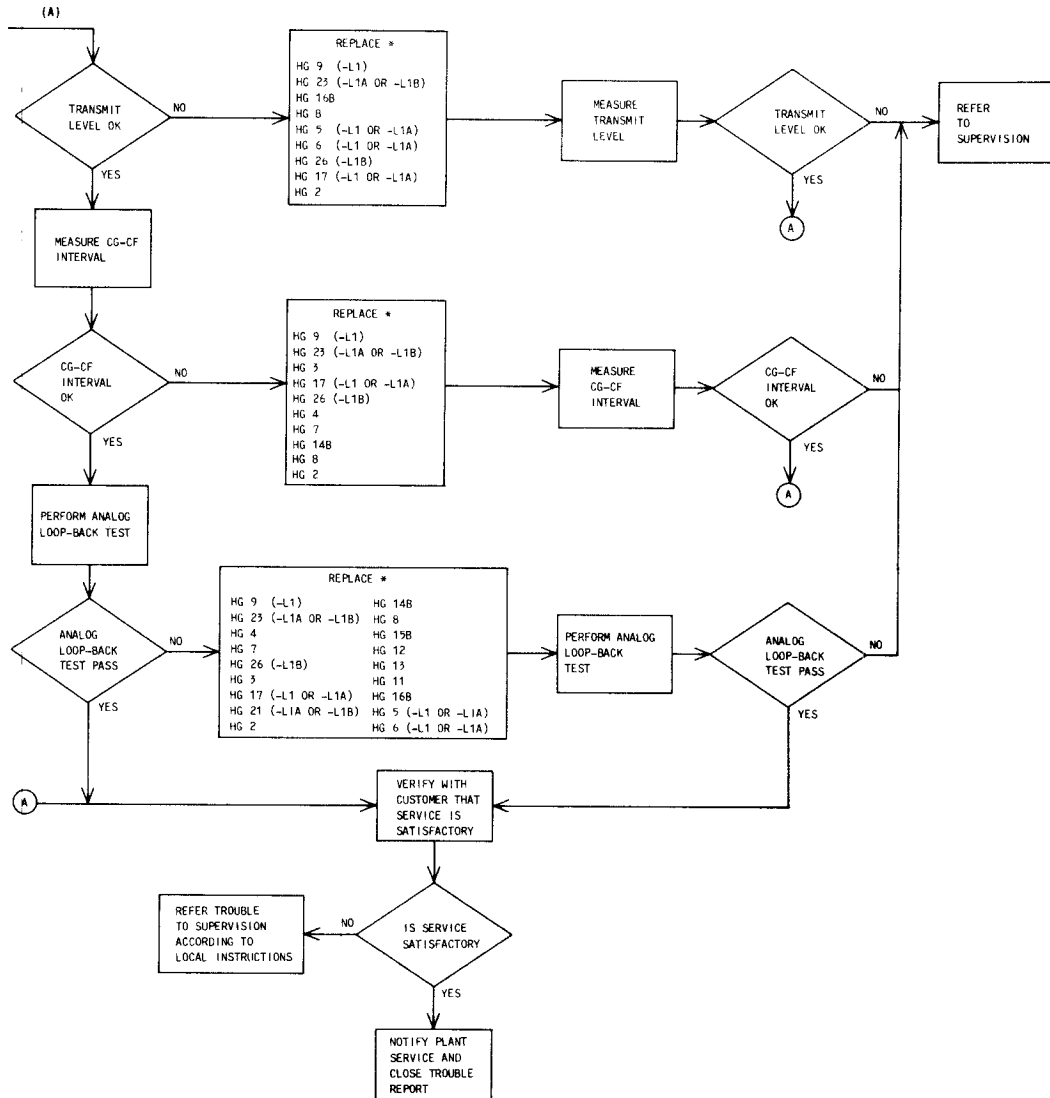 (A)
TRANSMIT
LEVEL OK
NO
YES
REPLACE *
HG 9 (-L1)
HG 23 (-L1A OR -L1B)
HG 16B
HG 8
HG 5 (-L1 OR -L1A)
HG 6 (-L1 OR -L1A)
HG 26 (-L1B)
HG 17 (-L1 OR -L1A)
HG 2
MEASURE
TRANSMIT
LEVEL
TRANSMIT
LEVEL OK
NO
YES
A
REFER
TO
SUPERVISION
MEASURE CG-CF
INTERVAL
CG-CF
INTERVAL
OK
NO
YES
REPLACE *
HG 9 (-L1)
HG 23 (-L1A OR -L1B)
HG 3
HG 17 (-L1 OR -L1A)
HG 26 (-L1B)
HG 4
HG 7
HG 14B
HG 8
HG 2
MEASURE
CG-CF
INTERVAL
CG-CF
INTERVAL
OK
NO
YES
A
PERFORM ANALOG
LOOP-BACK TEST
ANALOG
LOOP-BACK
TEST PASS
NO
YES
REPLACE *
HG 9 (-L1)
HG 23 (-L1A OR -L1B)
HG 4
HG 7
HG 26 (-L1B)
HG 3
HG 17 (-L1 OR -L1A)
HG 21 (-L1A OR -L1B)
HG 2
HG 14B
HG 8
HG 15B
HG 12
HG 13
HG 11
HG 16B
HG 5 (-L1 OR -L1A)
HG 6 (-L1 OR -L1A)
PERFORM ANALOG
LOOP-BACK
TEST
ANALOG
LOOP-BACK
TEST PASS
NO
YES
A
VERIFY WITH
CUSTOMER THAT
SERVICE IS
SATISFACTORY
REFER TROUBLE
TO SUPERVISION
ACCORDING TO
LOCAL INSTRUCTIONS
NO
IS SERVICE
SATISFACTORY
YES
NOTIFY PLANT
SERVICE AND
CLOSE TROUBLE
REPORT